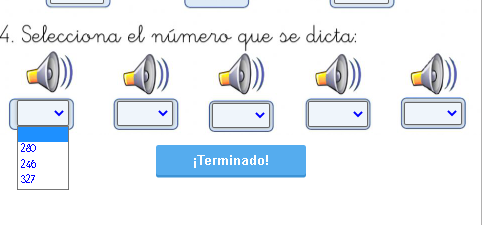 4. Selecciona el número que se dicta:
280
246
327
¡Terminado!